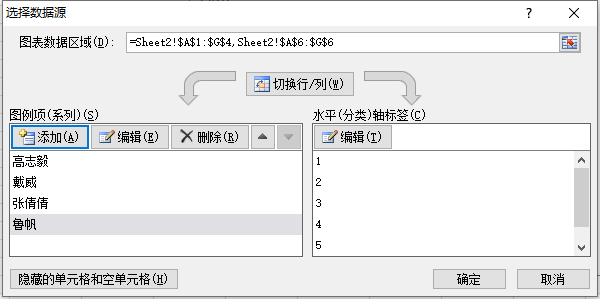 选择数据源
图表数据区域(D): =Sheet2!$A$1:$G$4,Sheet2!$A$6:$G$6
切换行/列(W)
图例项(系列)(S)
水平(分类)轴标签(C)
添加(A) 编辑(E) 删除(R)
编辑(T)
高志毅
戴威
张倩倩
鲁帆
1
2
3
4
5
隐藏的单元格和空单元格(H)
确定 取消